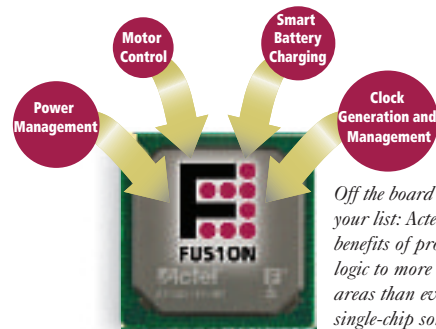 Smart
Battery
Charging
Motor
Control
Power
Management
Clock
Generation and
Management
FUS1ON
Actel
Off the board
your list: Acte
benefits of pro
logic to more
areas than ev
single-chip so